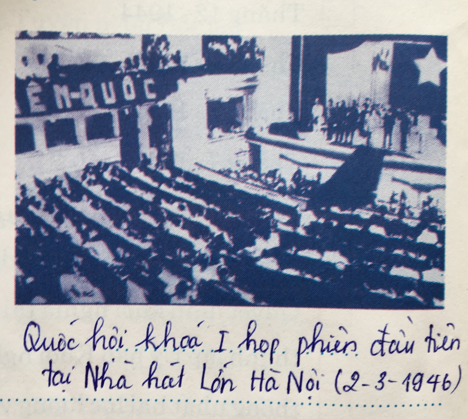 ÊN-QUỐC
Quốc hội khoá I họp phiên đầu tiên
tại Nhà hát Lớn Hà Nội (2-3-1946)